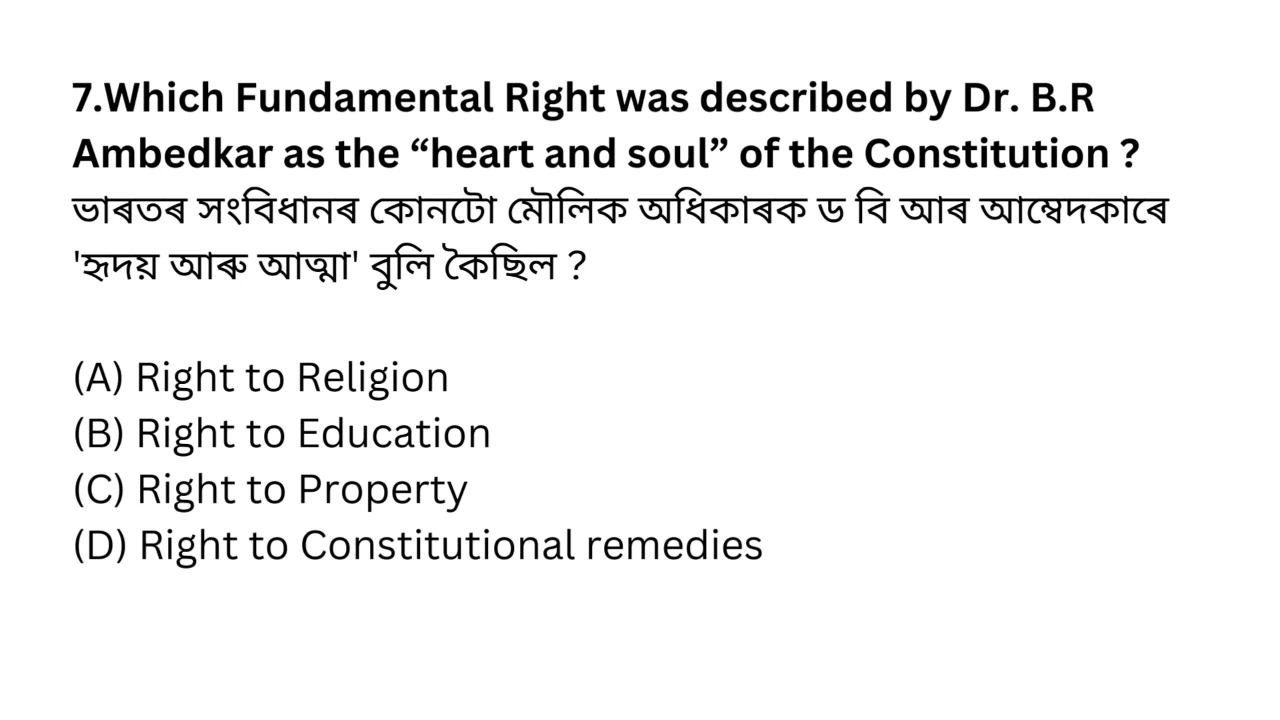 7.Which Fundamental Right was described by Dr. B.R
Ambedkar as the “heart and soul” of the Constitution ?
ভাৰতৰ সংবিধানৰ কোনটো মৌলিক অধিকাৰক ড বি আৰ আম্বেদকাৰে
'হৃদয় আৰু আত্মা' বুলি কৈছিল ?
(A) Right to Religion
(B) Right to Education
(C) Right to Property
(D) Right to Constitutional remedies